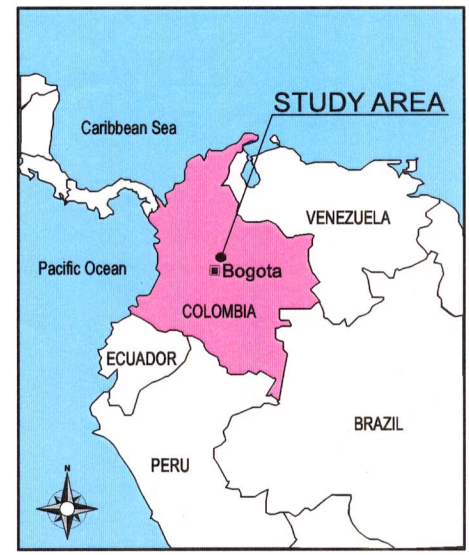 STUDY AREA
Caribbean Sea
VENEZUELA
Pacific Ocean
Bogota
COLOMBIA
ECUADOR
BRAZIL
PERU
N